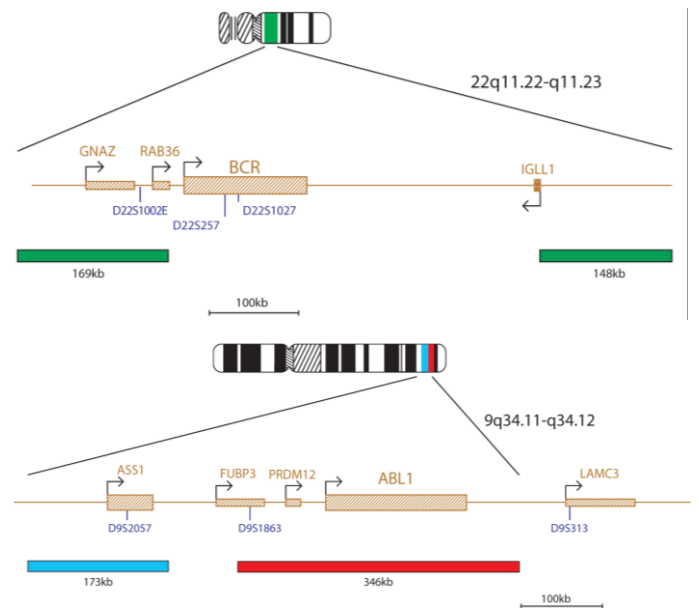 22q11.22-q11.23
GNAZ RAB36 BCR IGLL1
D22S1002E D22S257 D22S1027
169kb 148kb
100kb
9q34.11-q34.12
ASS1 FUBP3 PRDM12 ABL1 LAMC3
D9S2057 D9S1863 D9S313
173kb 346kb
100kb